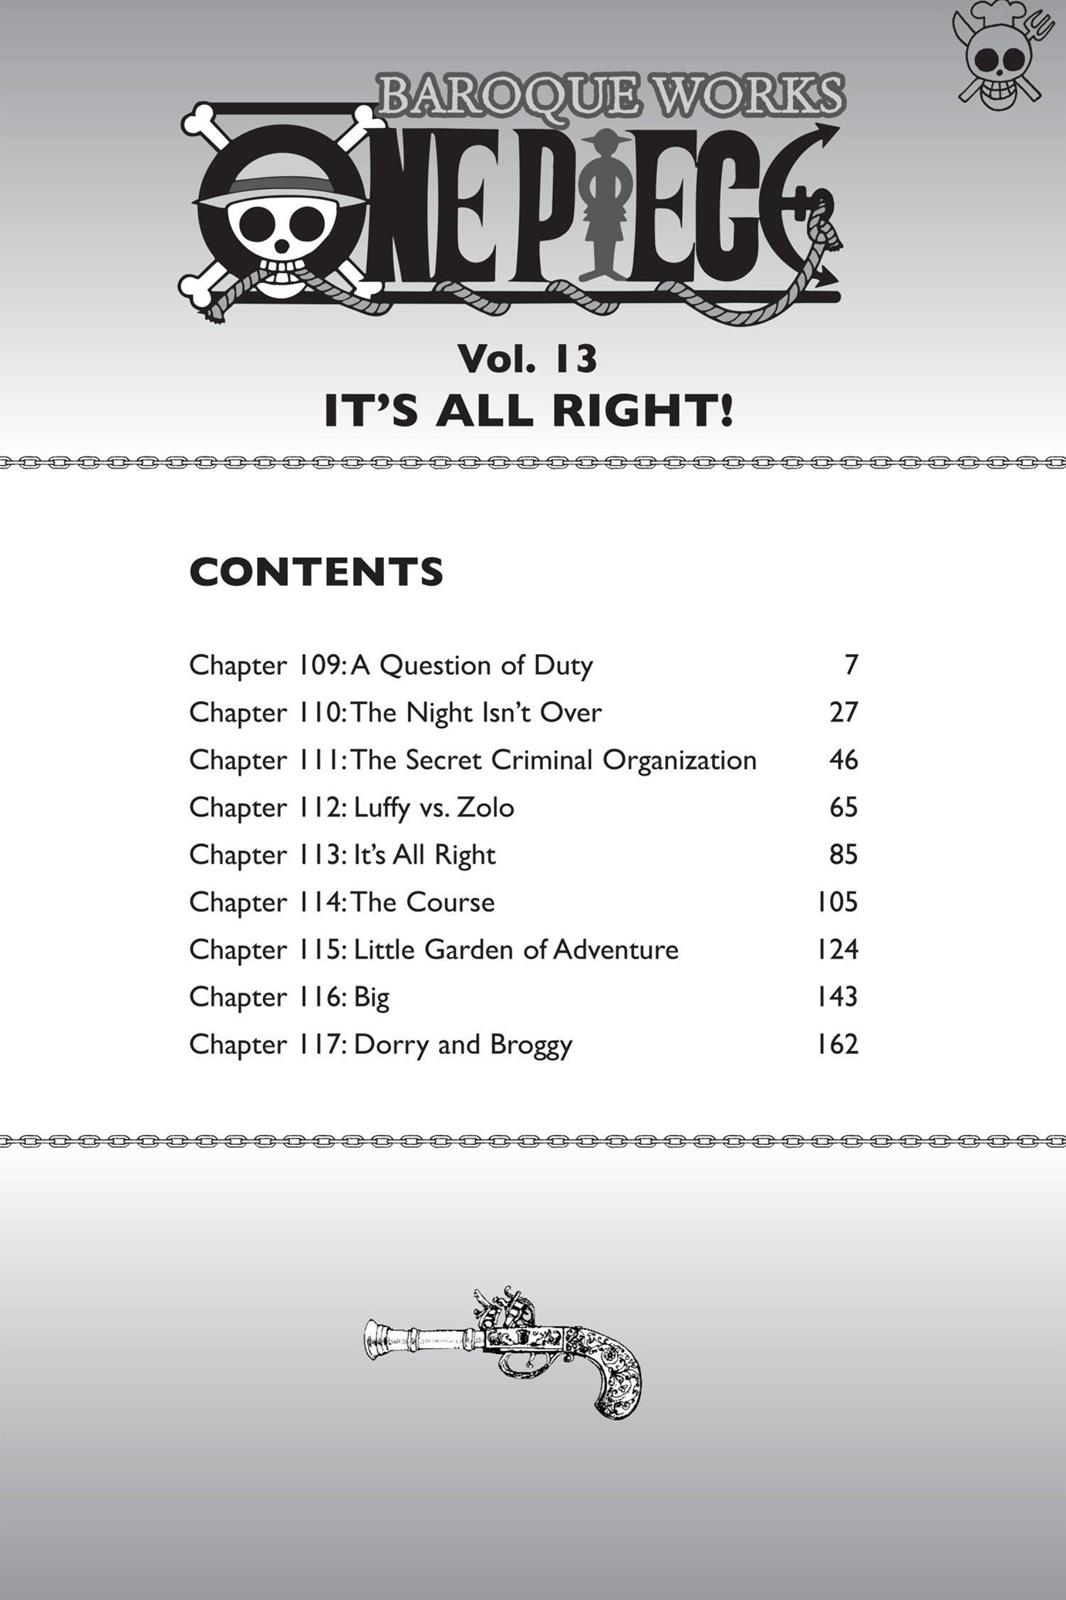 BAROQUE WORKS
ONE PIECE
Vol. 13
IT'S ALL RIGHT!
CONTENTS
Chapter 109: A Question of Duty 7
Chapter 110: The Night Isn't Over 27
Chapter 111: The Secret Criminal Organization 46
Chapter 112: Luffy vs. Zolo 65
Chapter 113: It's All Right 85
Chapter 114: The Course 105
Chapter 115: Little Garden of Adventure 124
Chapter 116: Big 143
Chapter 117: Dorry and Broggy 162